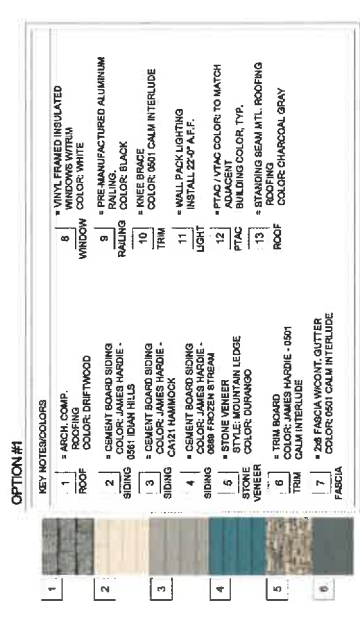 OPTION #1
KEY NOTES/COLORS
1 = ARCH. COMP.
ROOFING
ROOF COLOR: DRIFTWOOD
2 = CEMENT BOARD SIDING
COLOR: JAMES HARDIE -
SIDING 0561 IDIAN HILLS
3 = CEMENT BOARD SIDING
COLOR: JAMES HARDIE -
SIDING CA121 HAMMOCK
4 = CEMENT BOARD SIDING
COLOR: JAMES HARDIE -
SIDING 0689 FROZEN STREAM
5 = STONE VENEER
STONE STYLE: MOUNTAIN LEDGE
VENEER COLOR: DURANGO
6 = TRIM BOARD
COLOR: JAMES HARDIE - 0501
TRIM CALM INTERLUDE
7 = 2x8 FASCIA W/CONT. GUTTER
COLOR: 0501 CALM INTERLUDE
FASCIA
8 = VINYL FRAMED INSULATED
WINDOWS W/TRIM
WINDOW COLOR: WHITE
9 = PRE-MANUFACTURED ALUMINUM
RAILING.
RAILING COLOR: BLACK
10 = KNEE BRACE
COLOR: 0501 CALM INTERLUDE
TRIM
11 = WALL PACK LIGHTING
INSTALL 22'-0" A.F.F.
LIGHT
12 = PTAC / VTAC COLOR: TO MATCH
ADJACENT
PTAC BUILDING COLOR, TYP.
13 = STANDING SEAM MTL. ROOFING
ROOFING
ROOF COLOR: CHARCOAL GRAY
1
2
3
4
5
6